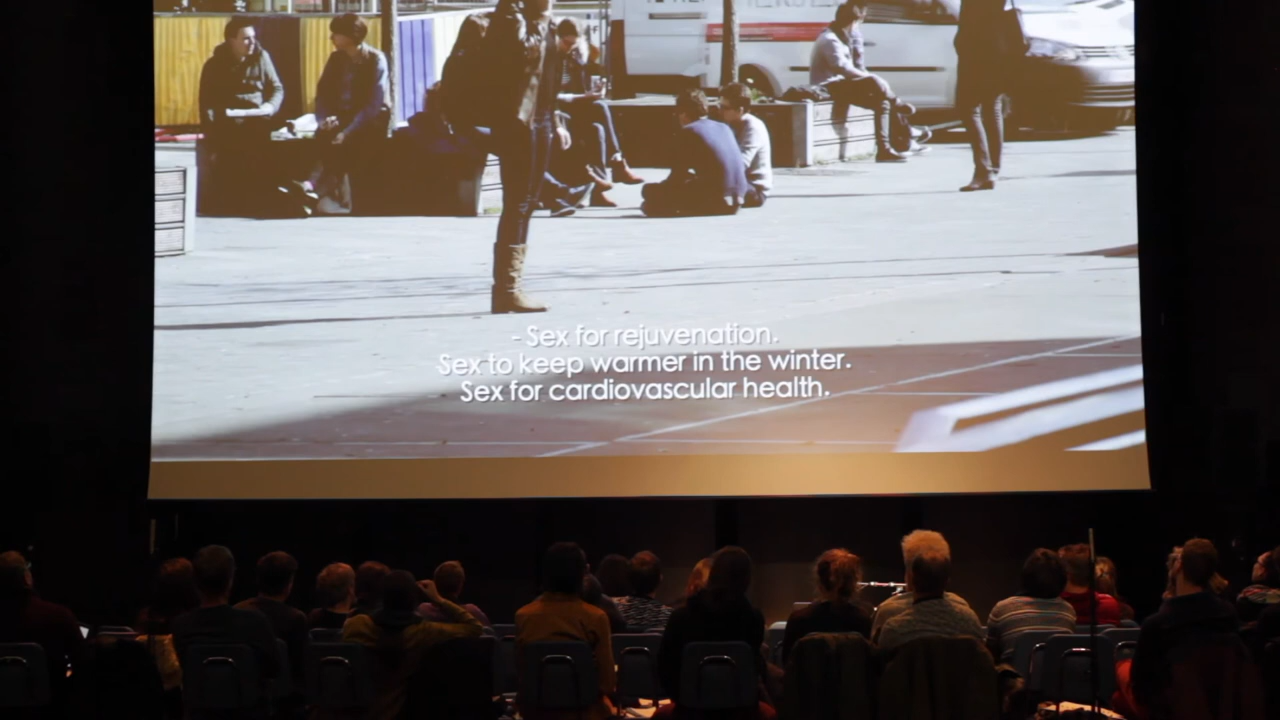 - Sex for rejuvenation.
Sex to keep warmer in the winter.
Sex for cardiovascular health.